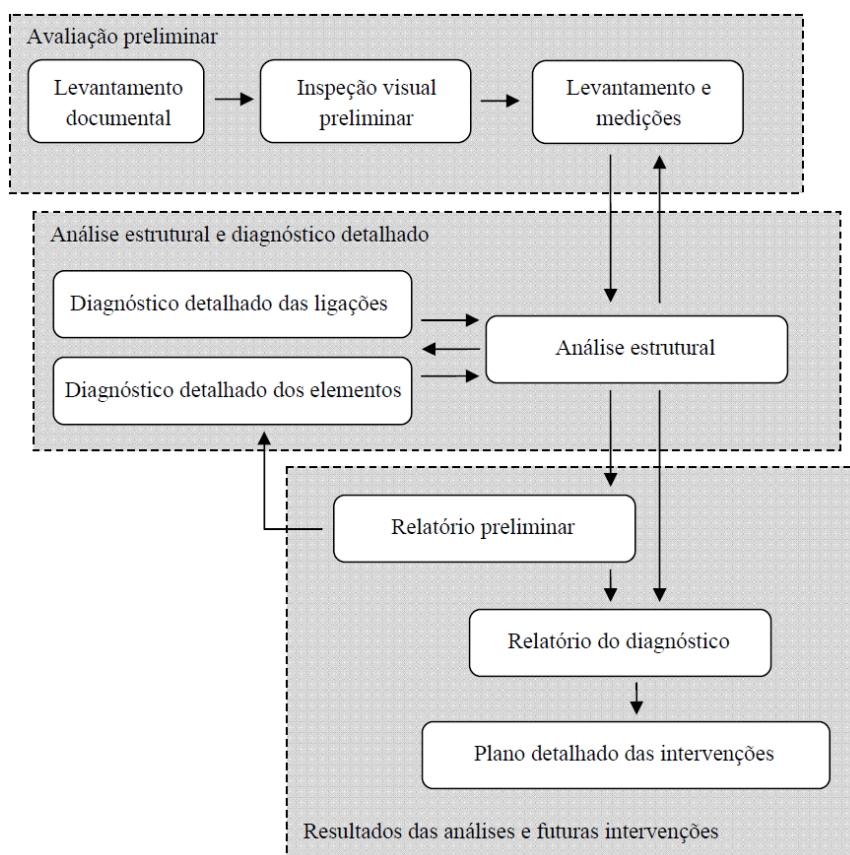 Avaliação preliminar
Levantamento
documental
Inspeção visual
preliminar
Levantamento e
medições
Análise estrutural e diagnóstico detalhado
Diagnóstico detalhado das ligações
Análise estrutural
Diagnóstico detalhado dos elementos
Relatório preliminar
Relatório do diagnóstico
Plano detalhado das intervenções
Resultados das análises e futuras intervenções